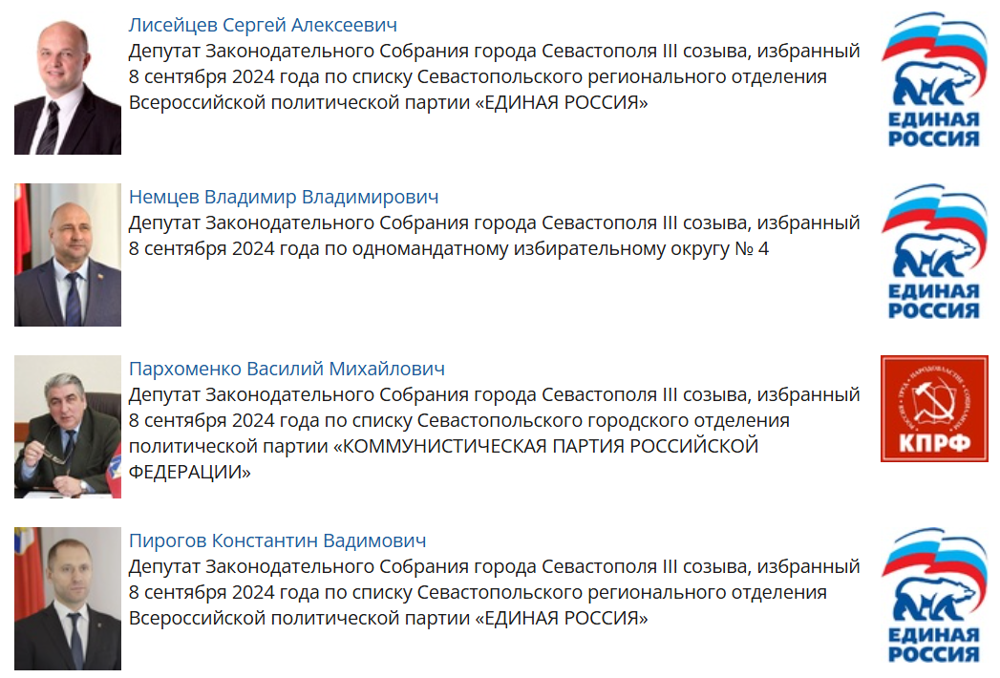 Лисейцев Сергей Алексеевич
Депутат Законодательного Собрания города Севастополя III созыва, избранный
8 сентября 2024 года по списку Севастопольского регионального отделения
Всероссийской политической партии «ЕДИНАЯ РОССИЯ»
ЕДИНАЯ
РОССИЯ
Немцев Владимир Владимирович
Депутат Законодательного Собрания города Севастополя III созыва, избранный
8 сентября 2024 года по одномандатному избирательному округу № 4
ЕДИНАЯ
РОССИЯ
Пархоменко Василий Михайлович
Депутат Законодательного Собрания города Севастополя III созыва, избранный
8 сентября 2024 года по списку Севастопольского городского отделения
политической партии «КОММУНИСТИЧЕСКАЯ ПАРТИЯ РОССИЙСКОЙ
ФЕДЕРАЦИИ»
РОССИЯ • ТРУД • НАРОДОВЛАСТИЕ • СОЦИАЛИЗМ
КПРФ
Пирогов Константин Вадимович
Депутат Законодательного Собрания города Севастополя III созыва, избранный
8 сентября 2024 года по списку Севастопольского регионального отделения
Всероссийской политической партии «ЕДИНАЯ РОССИЯ»
ЕДИНАЯ
РОССИЯ